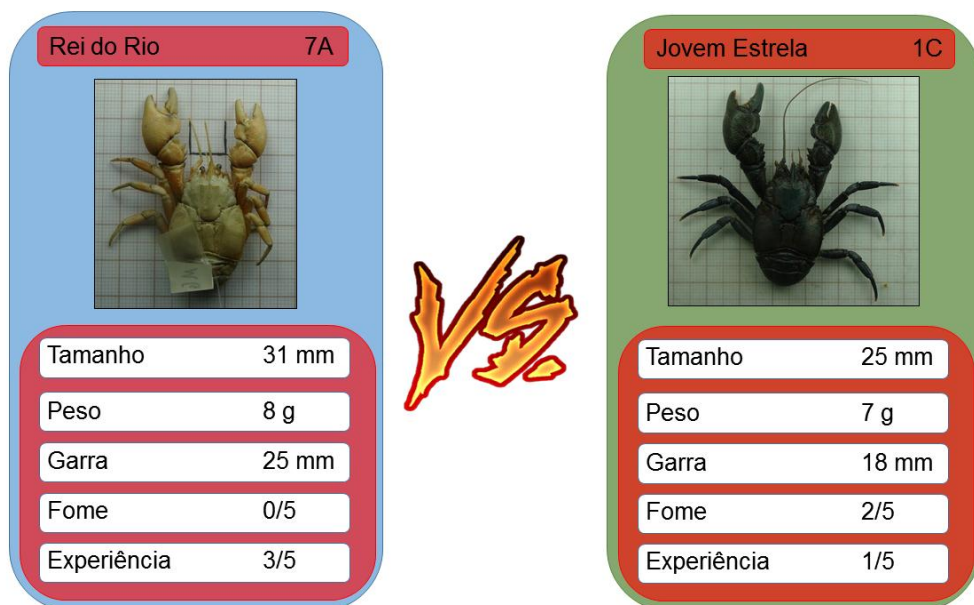 Rei do Rio 7A
Tamanho 31 mm
Peso 8 g
Garra 25 mm
Fome 0/5
Experiência 3/5
VS.
Jovem Estrela 1C
Tamanho 25 mm
Peso 7 g
Garra 18 mm
Fome 2/5
Experiência 1/5